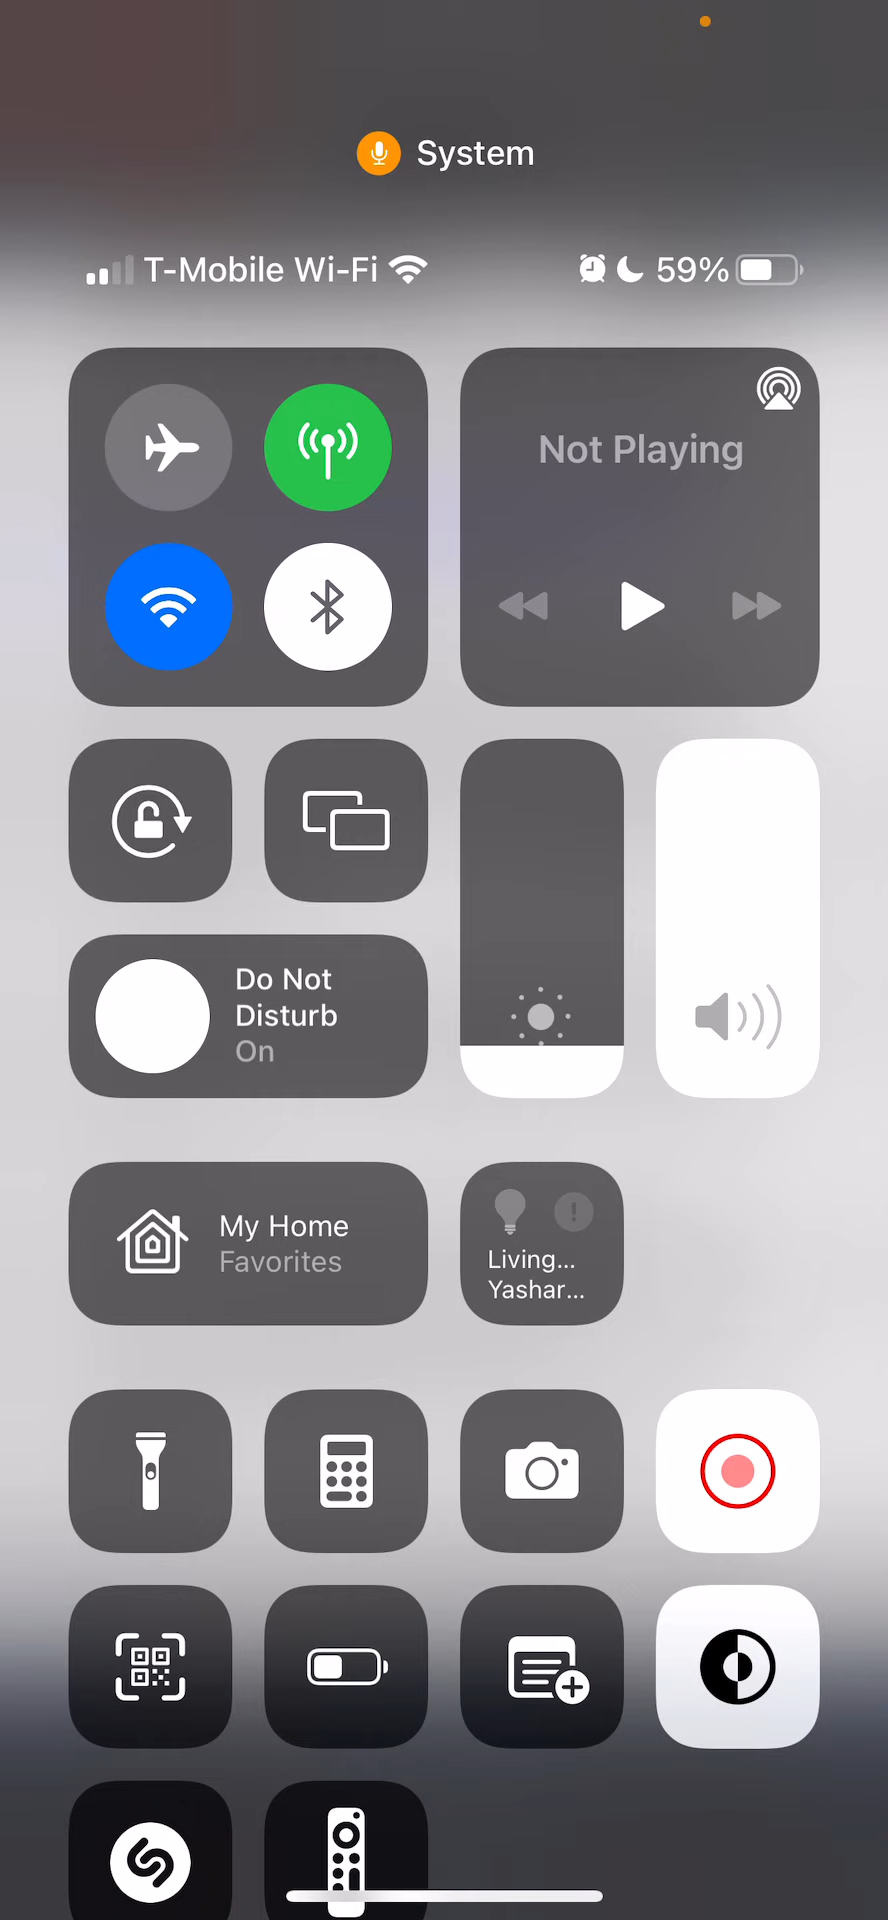 System
T-Mobile Wi-Fi 59%
Not Playing
Do Not
Disturb
On
My Home
Favorites
Living...
Yashar...